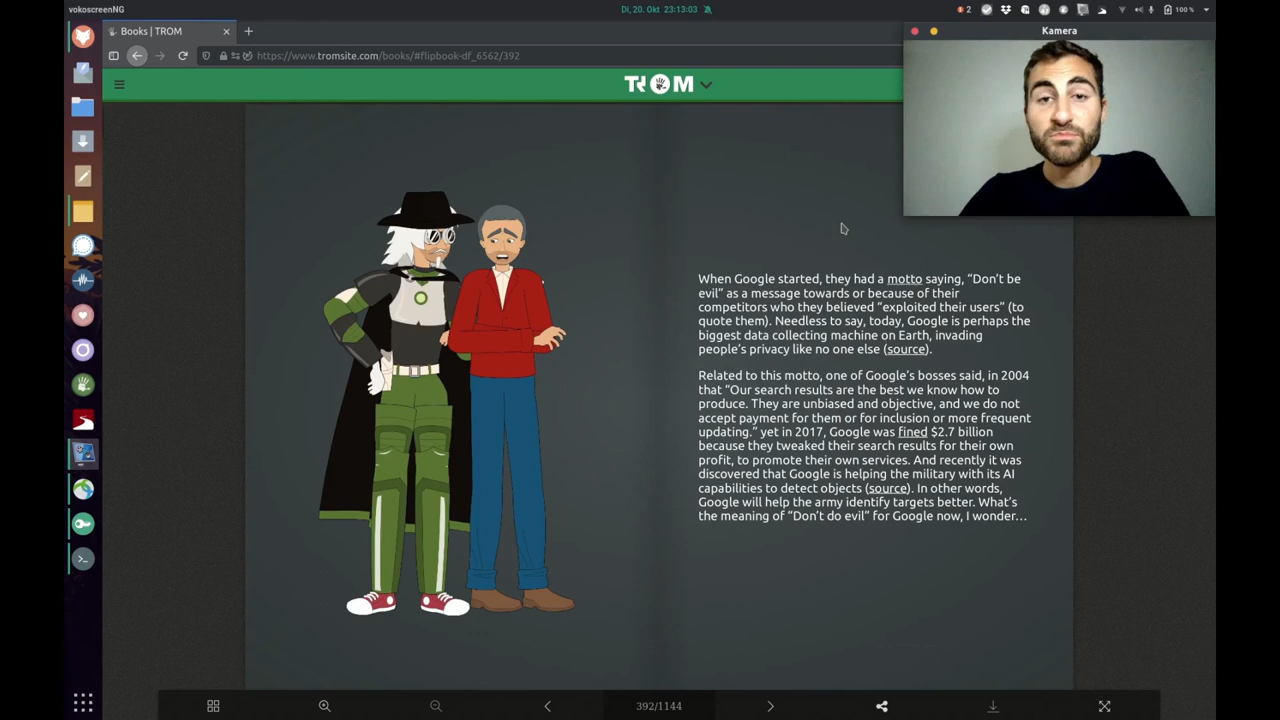 vokoscreenNG
Di, 20. Okt 23:13:03
2
100 %
Books | TROM
https://www.tromsite.com/books/#flipbook-df_6562/392
Kamera
TROM
When Google started, they had a motto saying, “Don’t be
evil” as a message towards or because of their
competitors who they believed “exploited their users” (to
quote them). Needless to say, today, Google is perhaps the
biggest data collecting machine on Earth, invading
people’s privacy like no one else (source).
Related to this motto, one of Google’s bosses said, in 2004
that “Our search results are the best we know how to
produce. They are unbiased and objective, and we do not
accept payment for them or for inclusion or more frequent
updating.” yet in 2017, Google was fined $2.7 billion
because they tweaked their search results for their own
profit, to promote their own services. And recently it was
discovered that Google is helping the military with its AI
capabilities to detect objects (source). In other words,
Google will help the army identify targets better. What’s
the meaning of “Don’t do evil” for Google now, I wonder...
392/1144